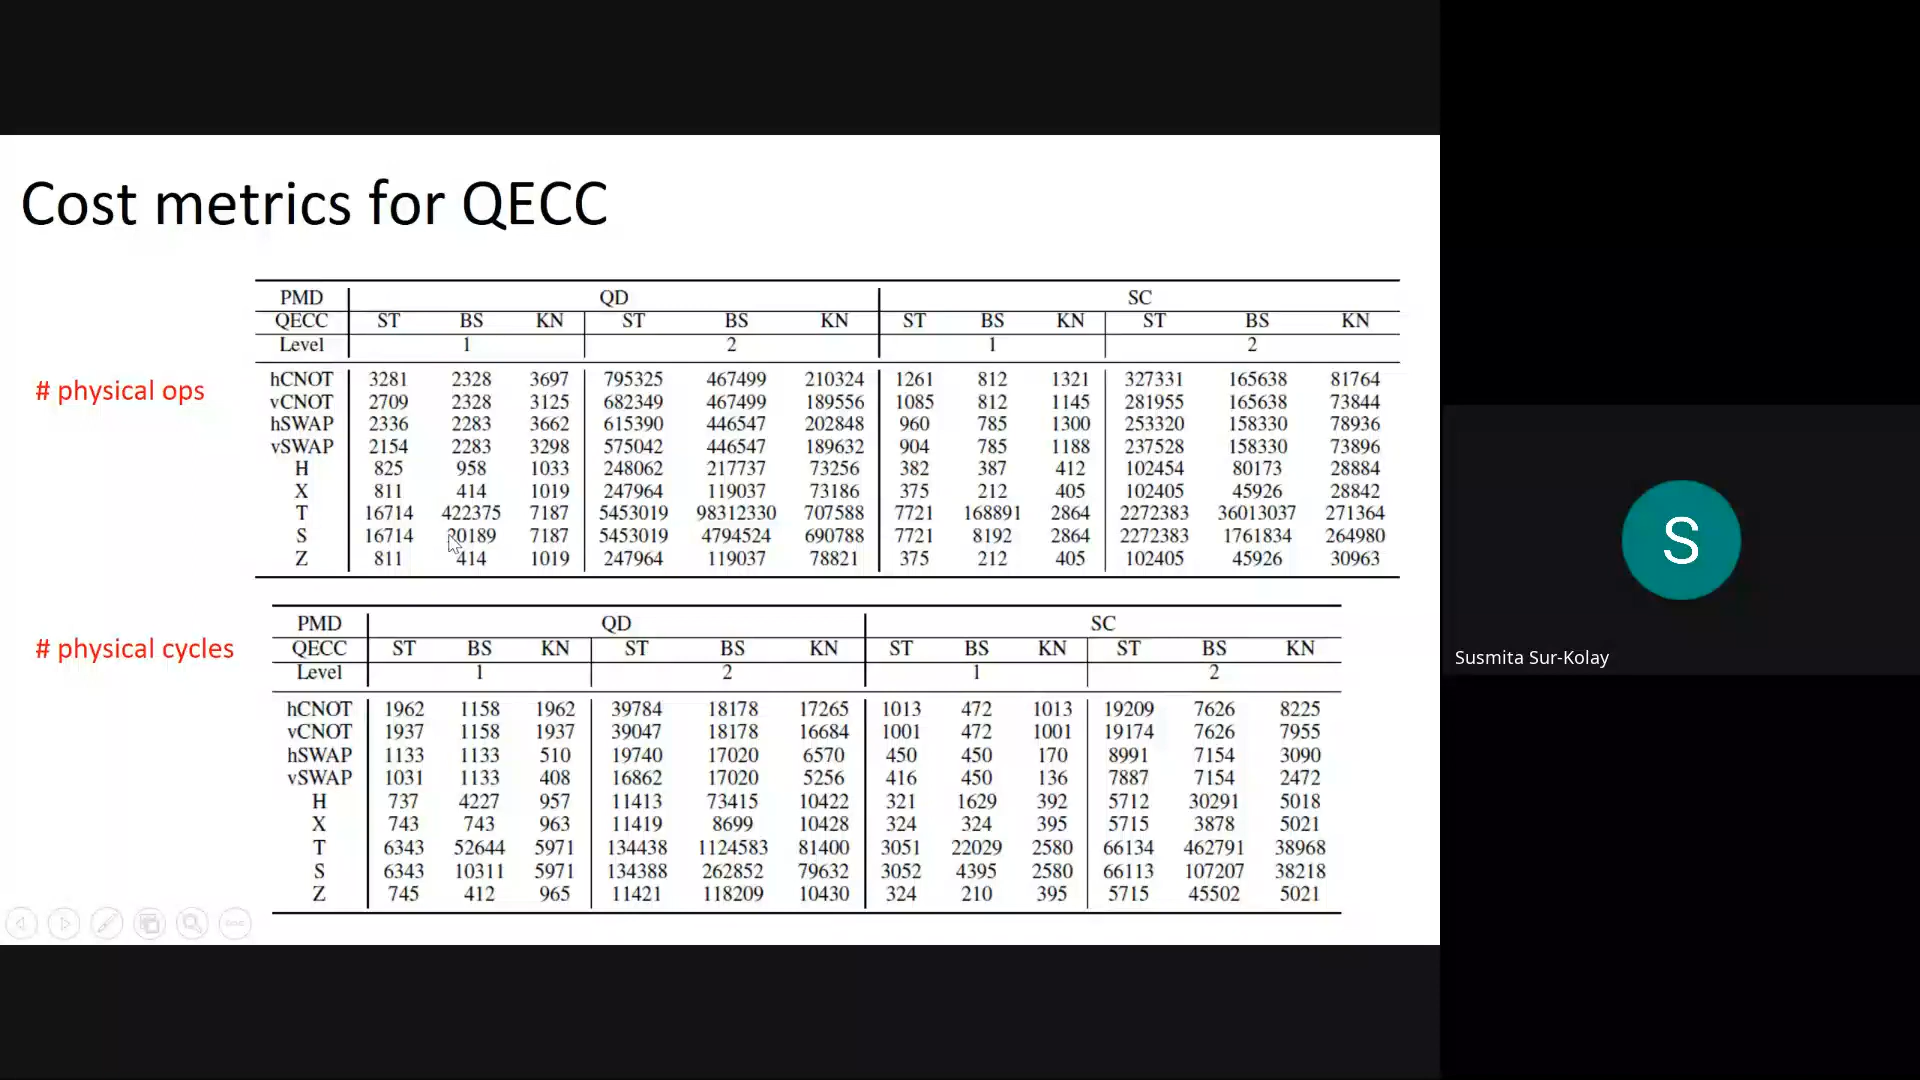 Cost metrics for QECC
# physical ops
PMD QD SC
QECC ST BS KN ST BS KN ST BS KN ST BS KN
Level 1 2 1 2
hCNOT 3281 2328 3697 795325 467499 210324 1261 812 1321 327331 165638 81764
vCNOT 2709 2328 3125 682349 467499 189556 1085 812 1145 281955 165638 73844
hSWAP 2336 2283 3662 615390 446547 202848 960 785 1300 253320 158330 78936
vSWAP 2154 2283 3298 575042 446547 189632 904 785 1188 237528 158330 73896
H 825 958 1033 248062 217737 73256 382 387 412 102454 80173 28884
X 811 414 1019 247964 119037 73186 375 212 405 102405 45926 28842
T 16714 422375 7187 5453019 98312330 707588 7721 168891 2864 2272383 36013037 271364
S 16714 20189 7187 5453019 4794524 690788 7721 8192 2864 2272383 1761834 264980
Z 811 414 1019 247964 119037 78821 375 212 405 102405 45926 30963
# physical cycles
PMD QD SC
QECC ST BS KN ST BS KN ST BS KN ST BS KN
Level 1 2 1 2
hCNOT 1962 1158 1962 39784 18178 17265 1013 472 1013 19209 7626 8225
vCNOT 1937 1158 1937 39047 18178 16684 1001 472 1001 19174 7626 7955
hSWAP 1133 1133 510 19740 17020 6570 450 450 170 8991 7154 3090
vSWAP 1031 1133 408 16862 17020 5256 416 450 136 7887 7154 2472
H 737 4227 957 11413 73415 10422 321 1629 392 5712 30291 5018
X 743 743 963 11419 8699 10428 324 324 395 5715 3878 5021
T 6343 52644 5971 134438 1124583 81400 3051 22029 2580 66134 462791 38968
S 6343 10311 5971 134388 262852 79632 3052 4395 2580 66113 107207 38218
Z 745 412 965 11421 118209 10430 324 210 395 5715 45502 5021
S
Susmita Sur-Kolay